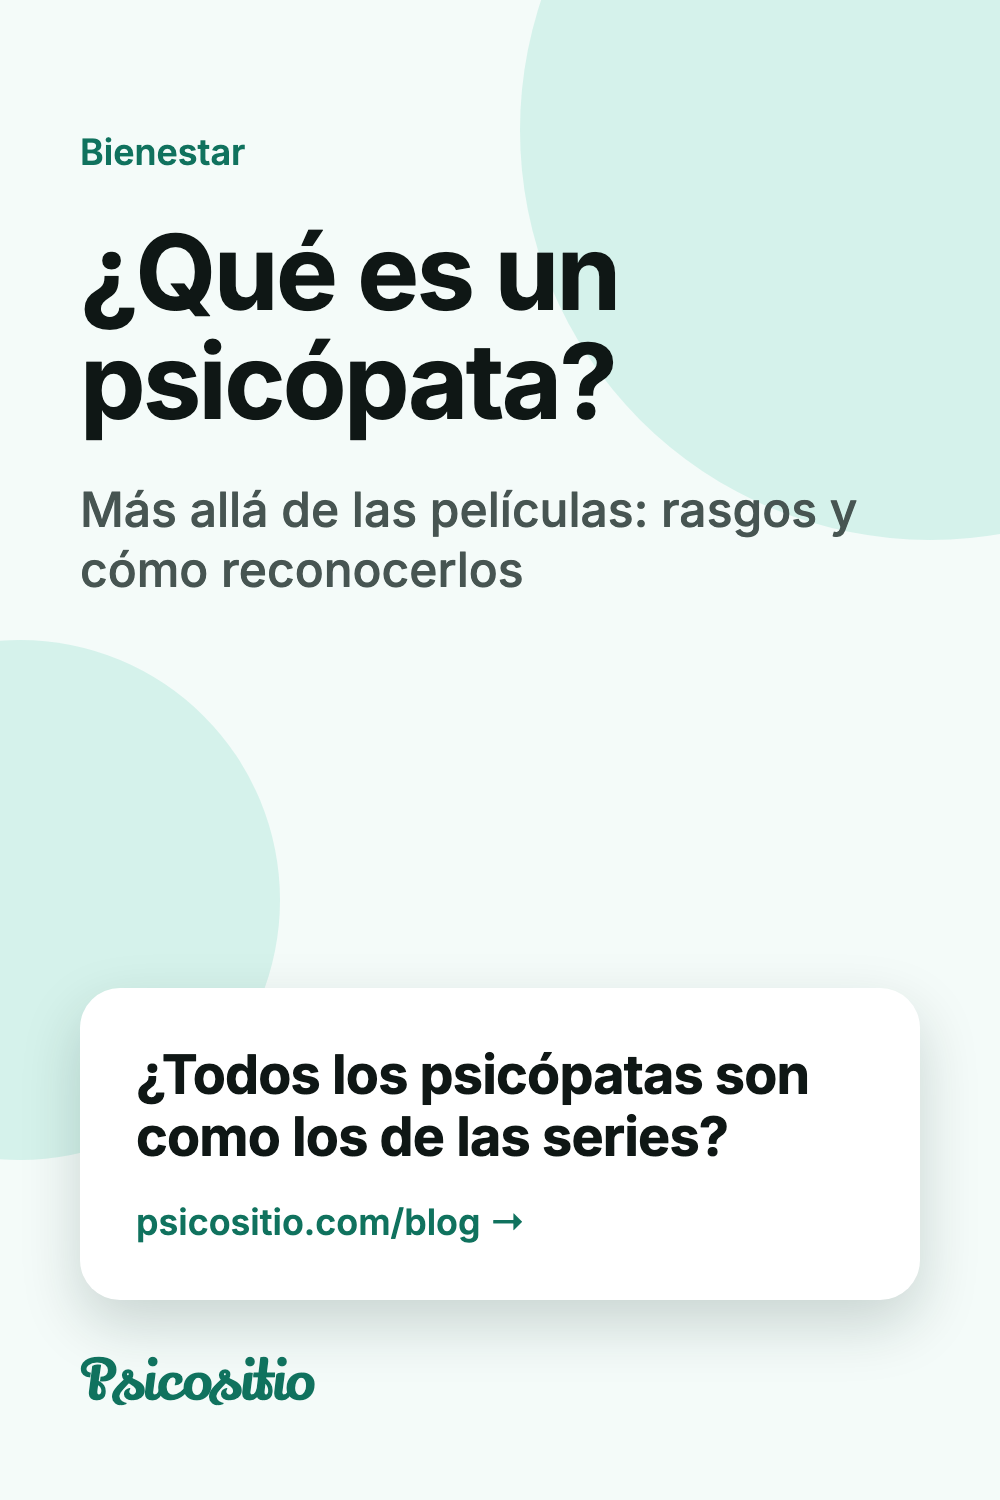 Bienestar
¿Qué es un
psicópata?
Más allá de las películas: rasgos y
cómo reconocerlos
¿Todos los psicópatas son
como los de las series?
psicositio.com/blog →
Psicositio